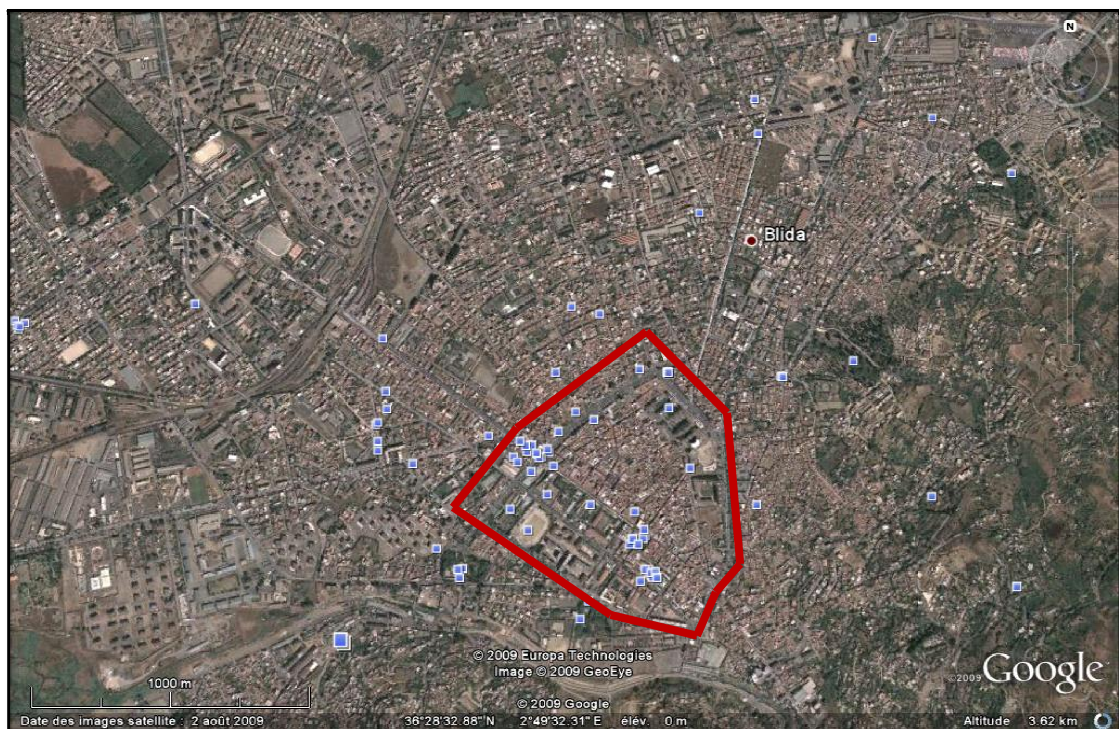 N
Blida
© 2009 Europa Technologies
Image © 2009 GeoEye
©2009 Google
1000 m
© 2009 Google
Date des images satellite : 2 août 2009 36°28'32.88" N 2°49'32.31" E élév. 0 m Altitude 3.62 km